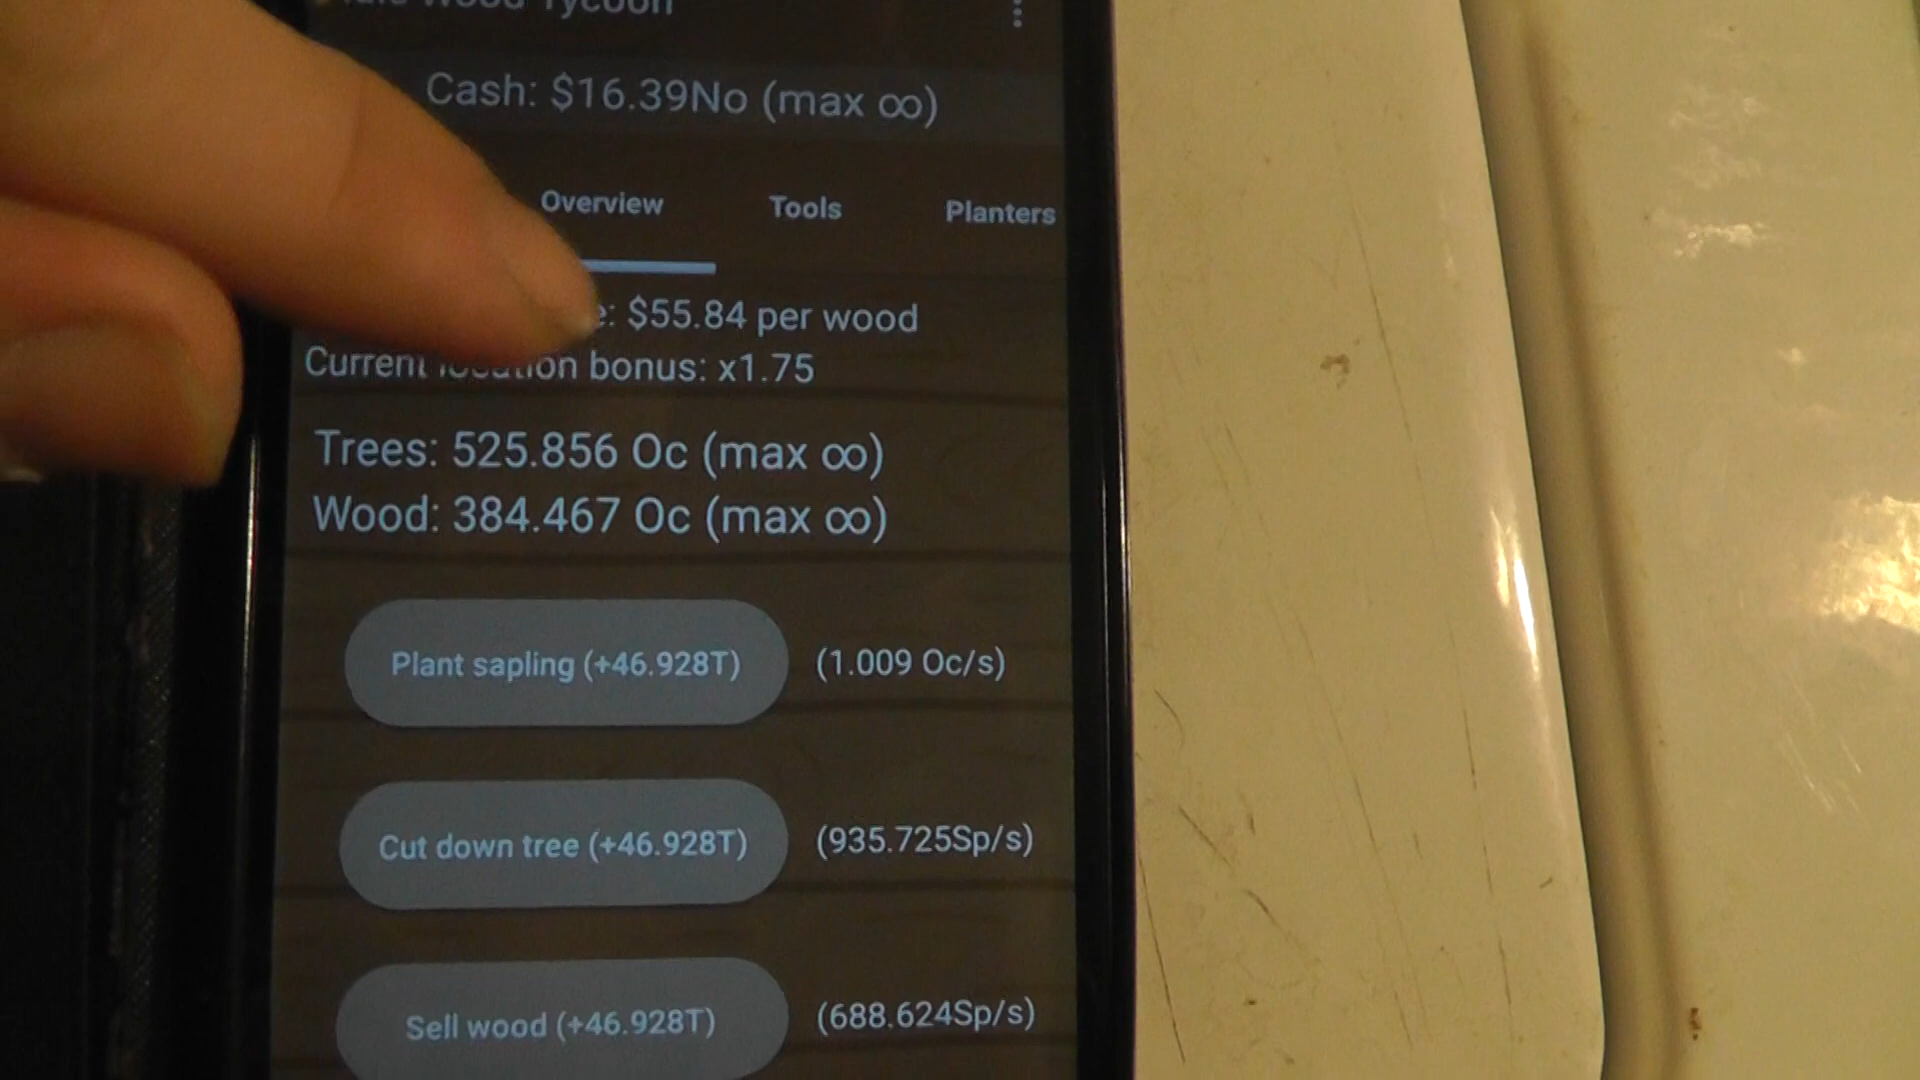 Tycoon
Cash: $16.39No (max ∞)
Overview Tools Planters
$55.84 per wood
Current bonus: x1.75
Trees: 525.856 Oc (max ∞)
Wood: 384.467 Oc (max ∞)
Plant sapling (+46.928T) (1.009 Oc/s)
Cut down tree (+46.928T) (935.725Sp/s)
Sell wood (+46.928T) (688.624Sp/s)